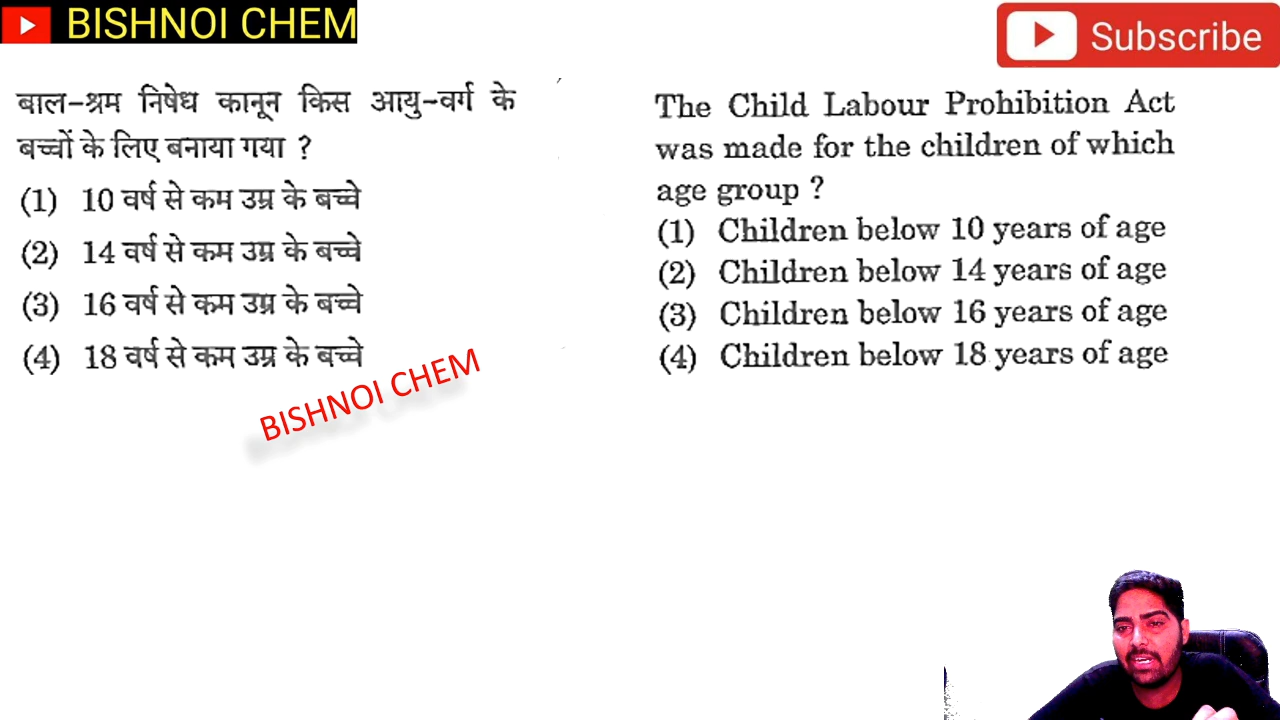 BISHNOI CHEM
Subscribe
बाल-श्रम निषेध कानून किस आयु-वर्ग के
बच्चों के लिए बनाया गया ?
(1) 10 वर्ष से कम उम्र के बच्चे
(2) 14 वर्ष से कम उम्र के बच्चे
(3) 16 वर्ष से कम उम्र के बच्चे
(4) 18 वर्ष से कम उम्र के बच्चे
The Child Labour Prohibition Act
was made for the children of which
age group ?
(1) Children below 10 years of age
(2) Children below 14 years of age
(3) Children below 16 years of age
(4) Children below 18 years of age
BISHNOI CHEM